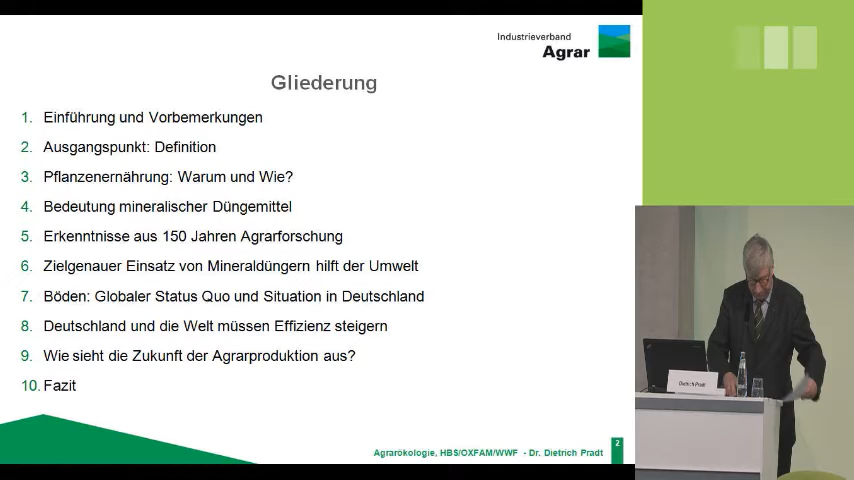 Industrieverband
Agrar
Gliederung
1. Einführung und Vorbemerkungen
2. Ausgangspunkt: Definition
3. Pflanzenernährung: Warum und Wie?
4. Bedeutung mineralischer Düngemittel
5. Erkenntnisse aus 150 Jahren Agrarforschung
6. Zielgenauer Einsatz von Mineraldüngern hilft der Umwelt
7. Böden: Globaler Status Quo und Situation in Deutschland
8. Deutschland und die Welt müssen Effizienz steigern
9. Wie sieht die Zukunft der Agrarproduktion aus?
10. Fazit
Agrarökologie, HBS/OXFAM/WWF - Dr. Dietrich Pradt
2
Dietrich Pradt